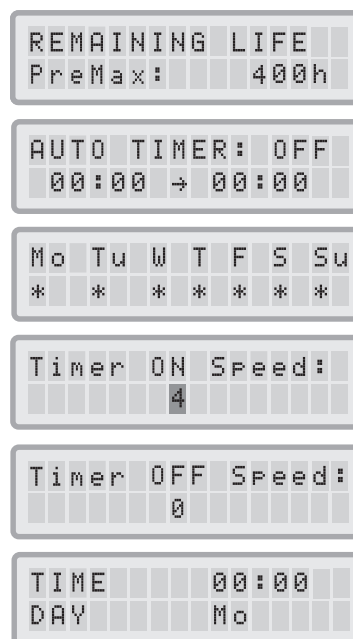 REMAINING LIFE
PreMax: 400h
AUTO TIMER: OFF
00:00 → 00:00
Mo Tu W T F S Su
* * * * * * *
Timer ON Speed:
4
Timer OFF Speed:
0
TIME 00:00
DAY Mo